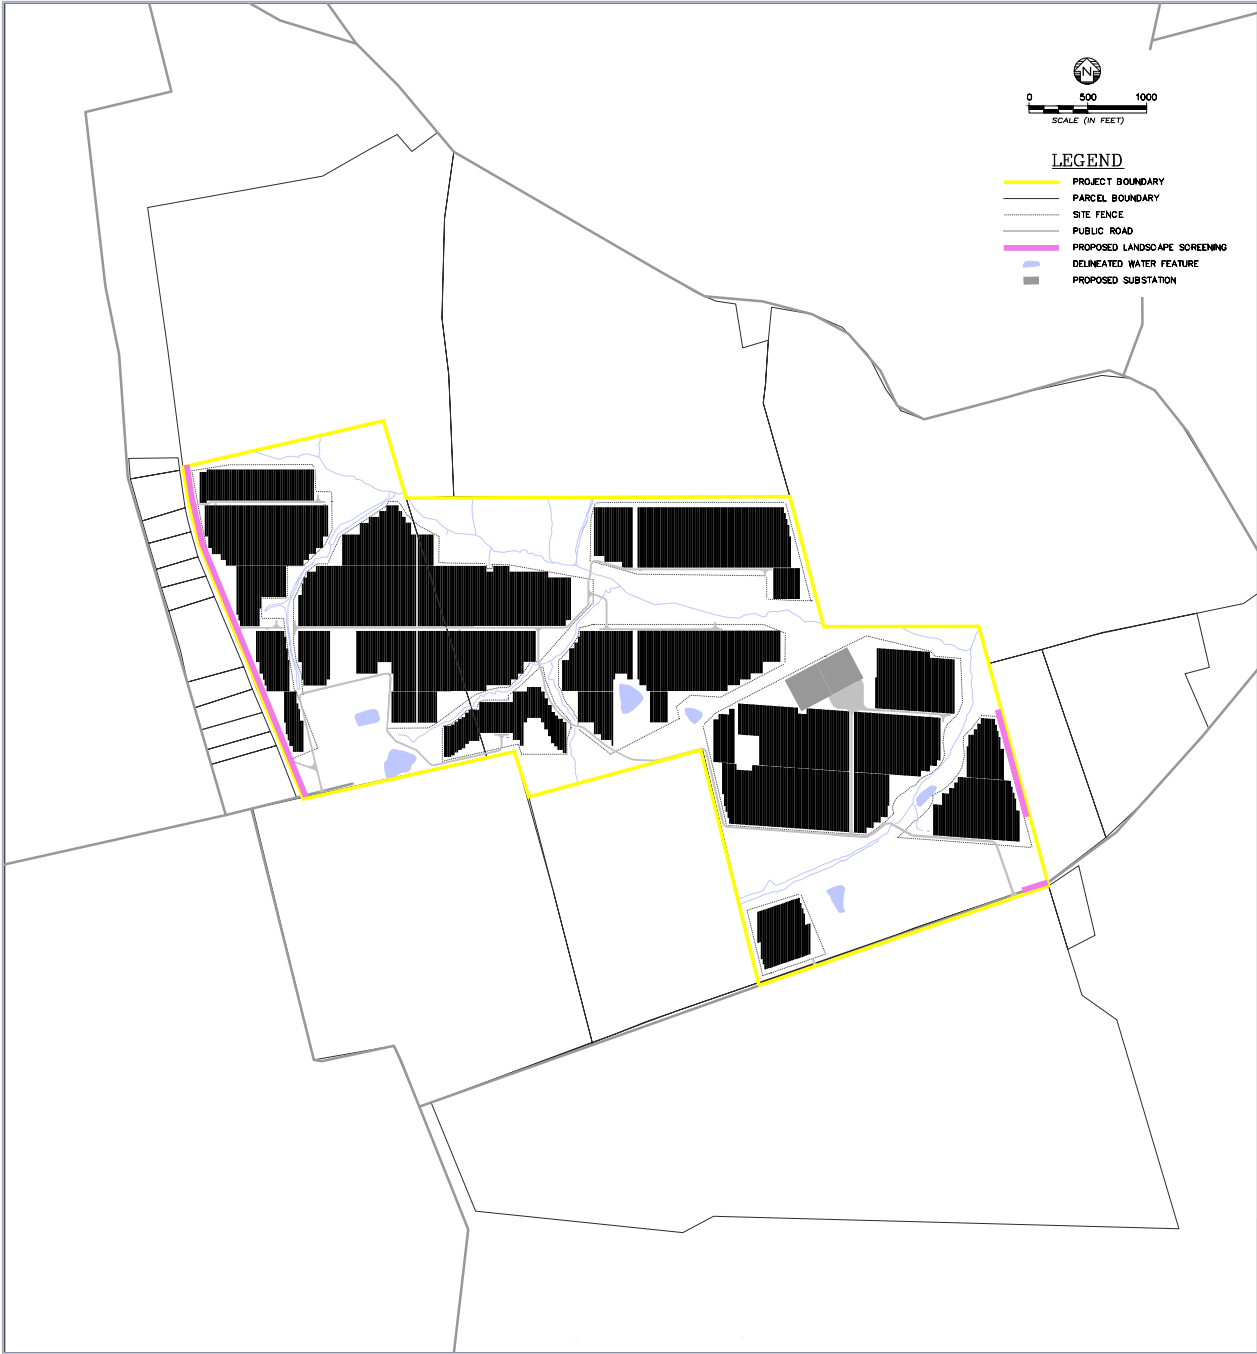 N
0 500 1000
SCALE (IN FEET)
LEGEND
PROJECT BOUNDARY
PARCEL BOUNDARY
SITE FENCE
PUBLIC ROAD
PROPOSED LANDSCAPE SCREENING
DELINEATED WATER FEATURE
PROPOSED SUBSTATION